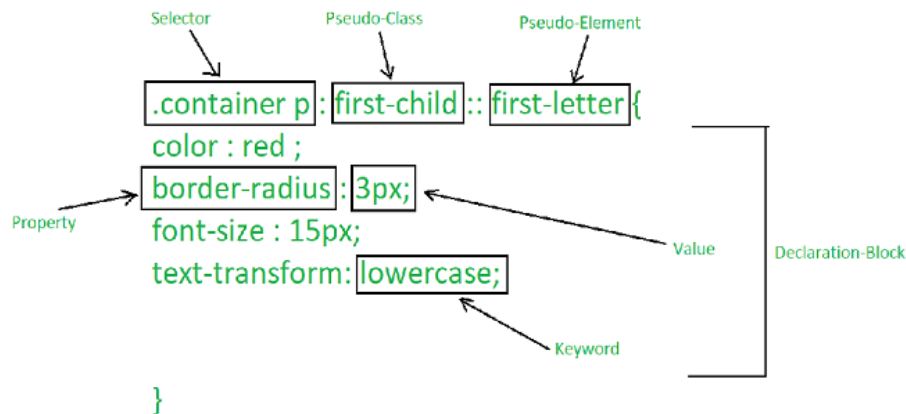 Selector
Pseudo-Class
Pseudo-Element
.container p : first-child :: first-letter {
color : red ;
border-radius : 3px;
Property
font-size : 15px;
Value
Declaration-Block
text-transform: lowercase;
Keyword
}